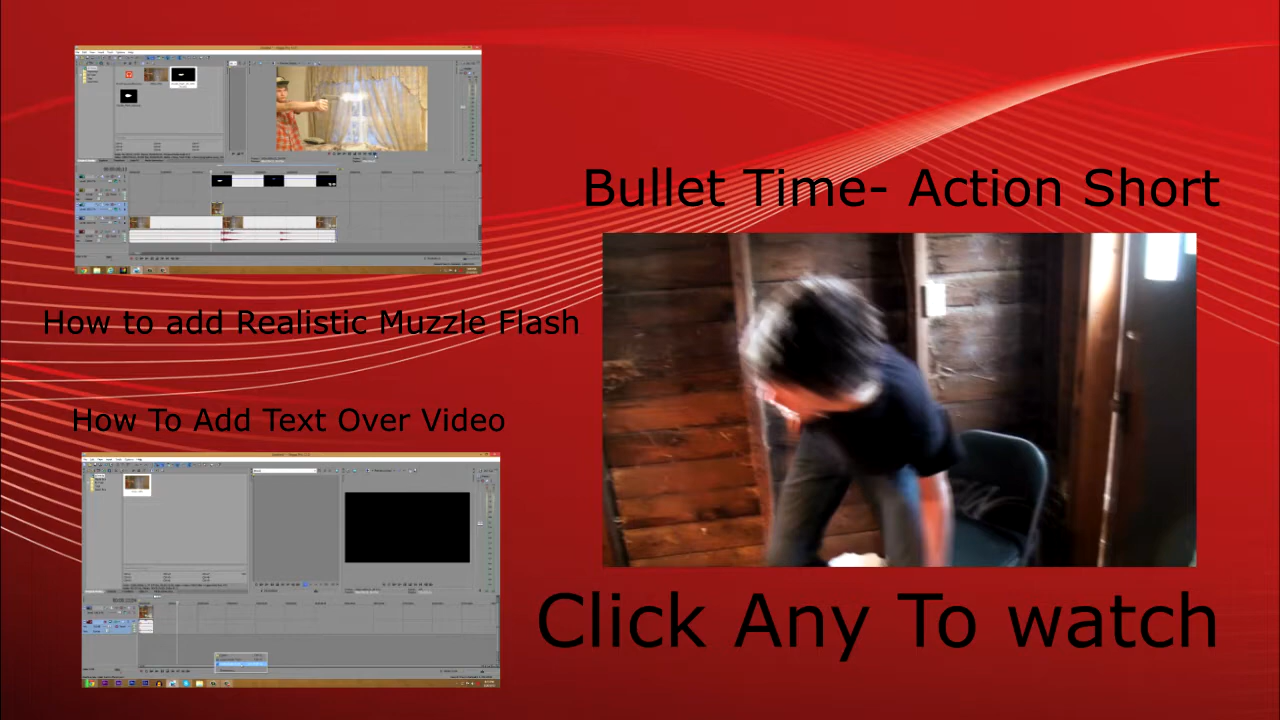 Bullet Time- Action Short
How to add Realistic Muzzle Flash
How To Add Text Over Video
Click Any To watch